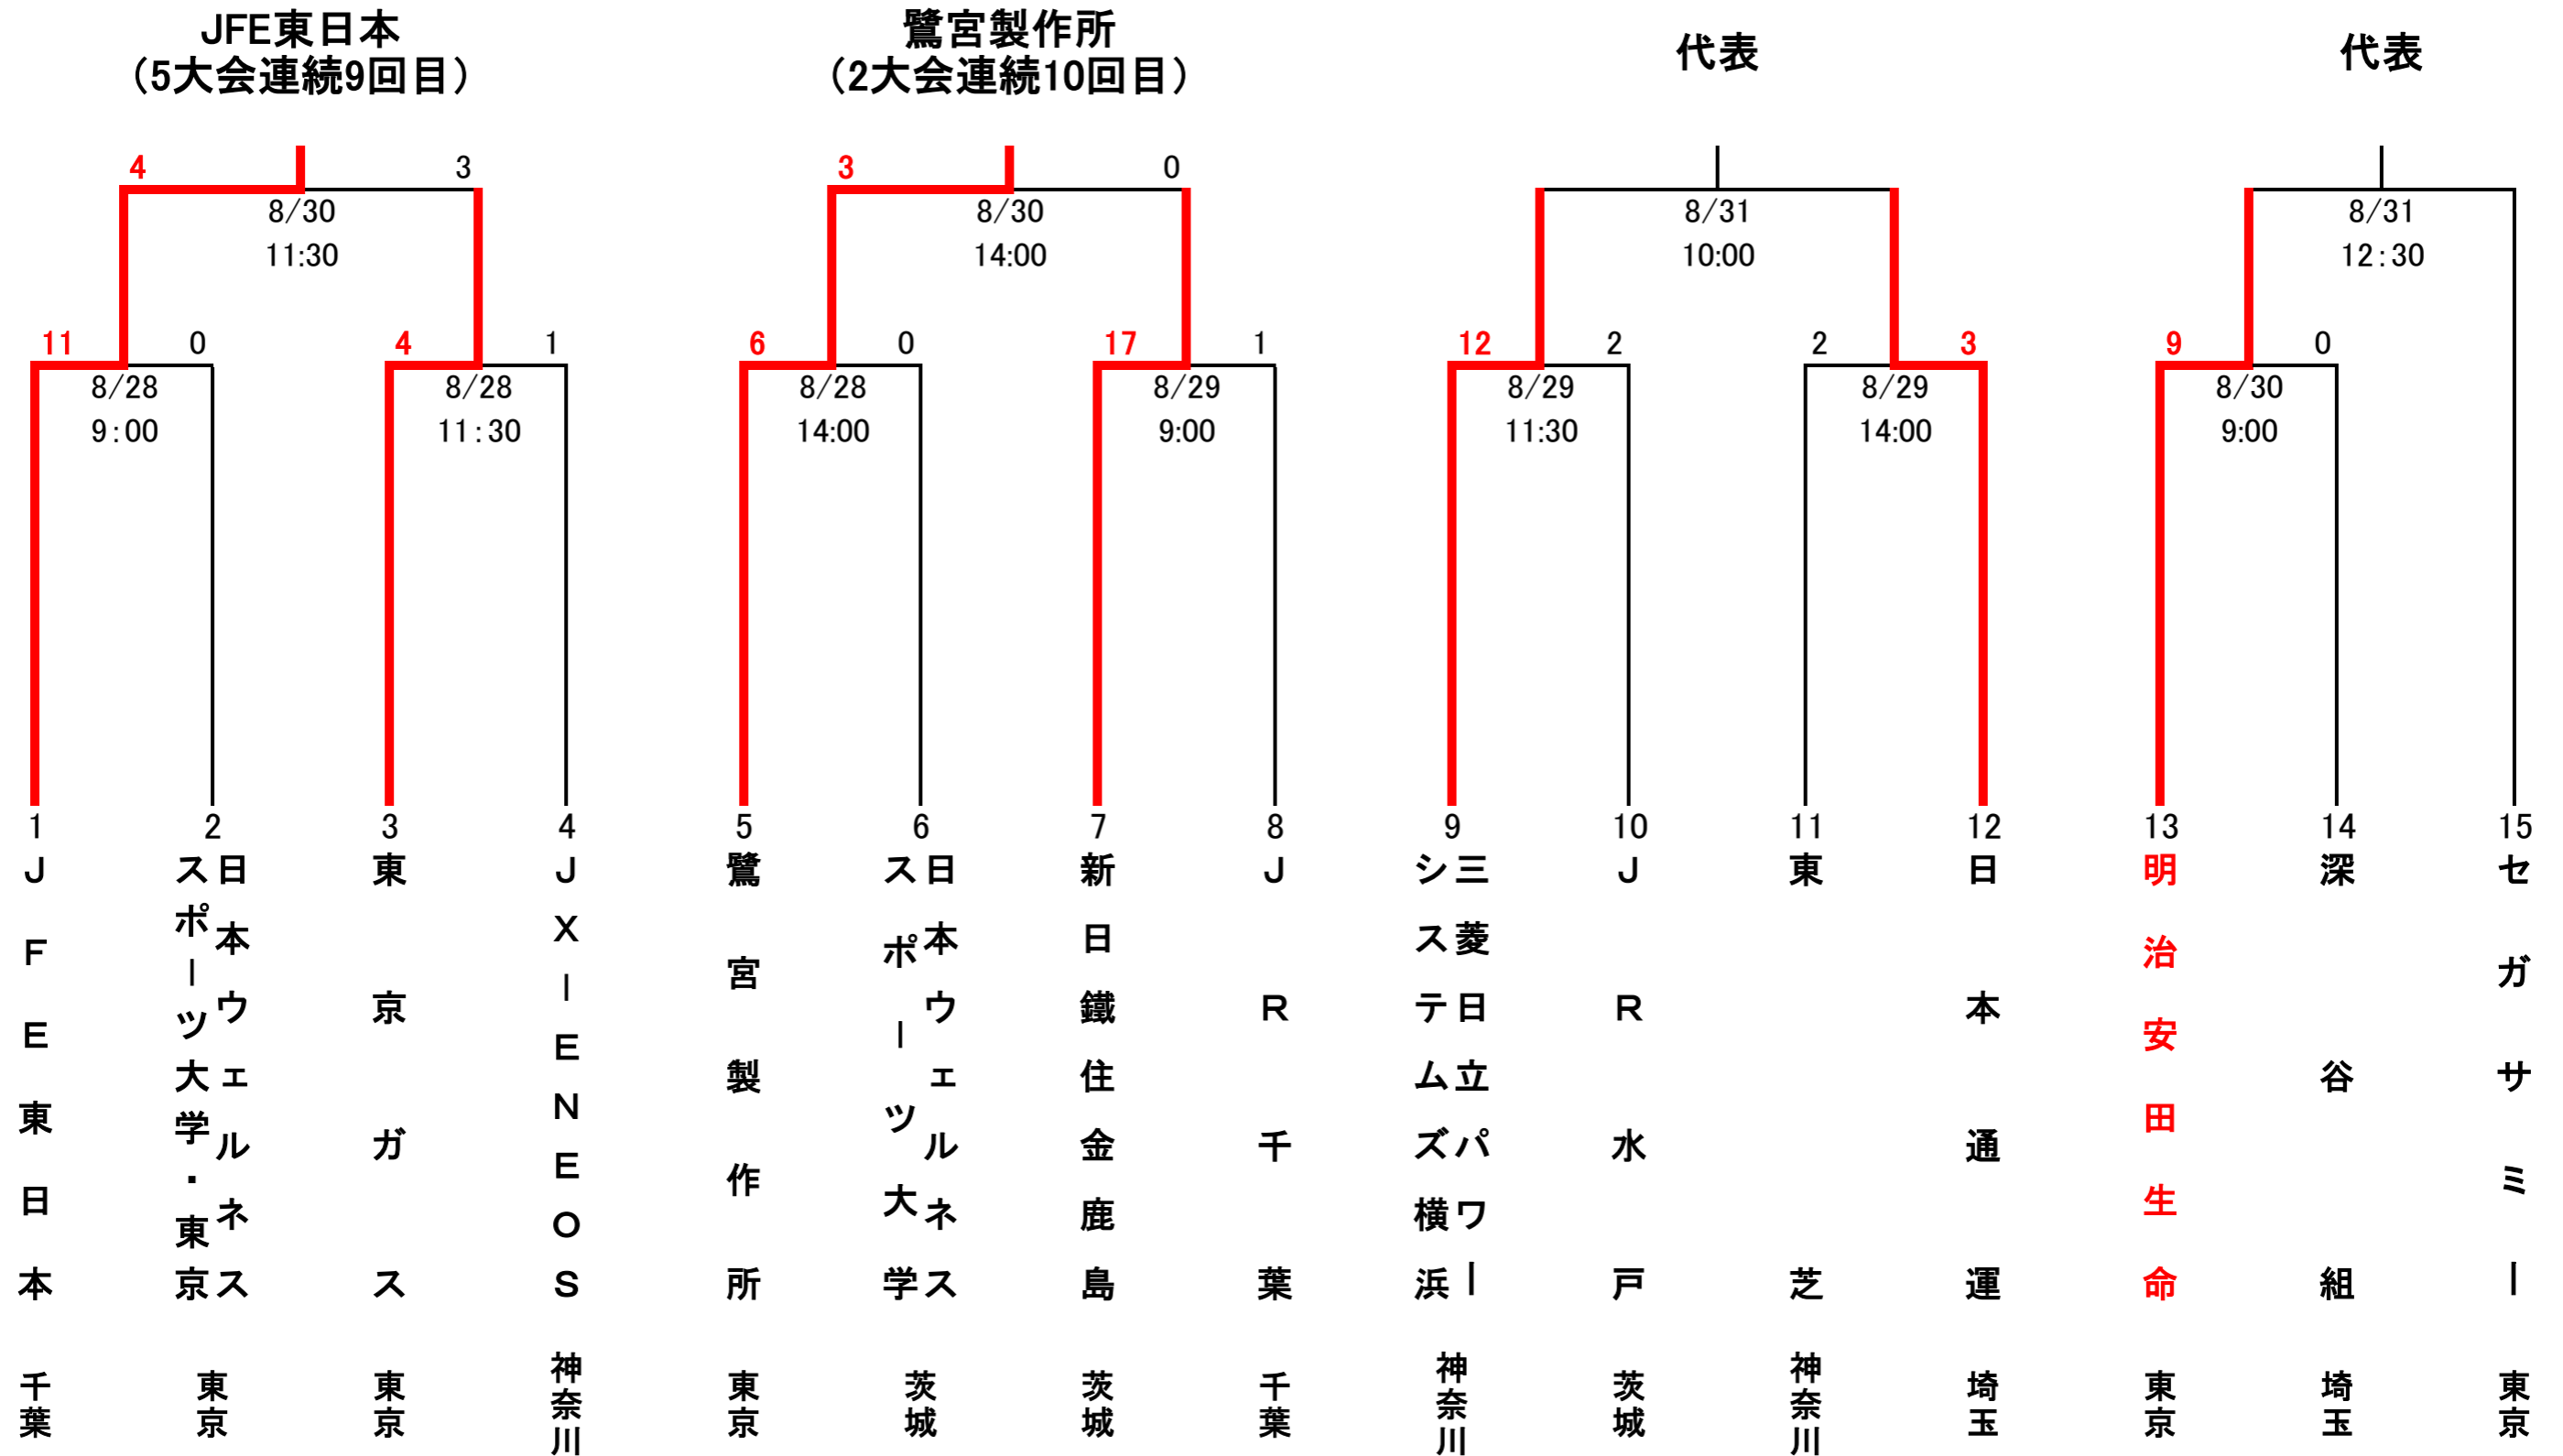 JFE東日本
（5大会連続9回目）
鷺宮製作所
（2大会連続10回目）
代表
代表
4
3
8/30
11:30
3
0
8/30
14:00
8/31
10:00
8/31
12:30
11
0
8/28
9:00
4
1
8/28
11:30
6
0
8/28
14:00
17
1
8/29
9:00
12
2
8/29
11:30
2
3
8/29
14:00
9
0
8/30
9:00
1
ＪＦＥ東日本
千葉
2
日本ウェルネス
スポーツ大学・東京
東京
3
東京ガス
東京
4
ＪＸ－ＥＮＥＯＳ
神奈川
5
鷺宮製作所
東京
6
日本ウェルネス
スポーツ大学
茨城
7
新日鐵住金鹿島
茨城
8
ＪＲ千葉
千葉
9
三菱日立パワー
システムズ横浜
神奈川
10
ＪＲ水戸
茨城
11
東芝
神奈川
12
日本通運
埼玉
13
明治安田生命
東京
14
深谷組
埼玉
15
セガサミー
東京